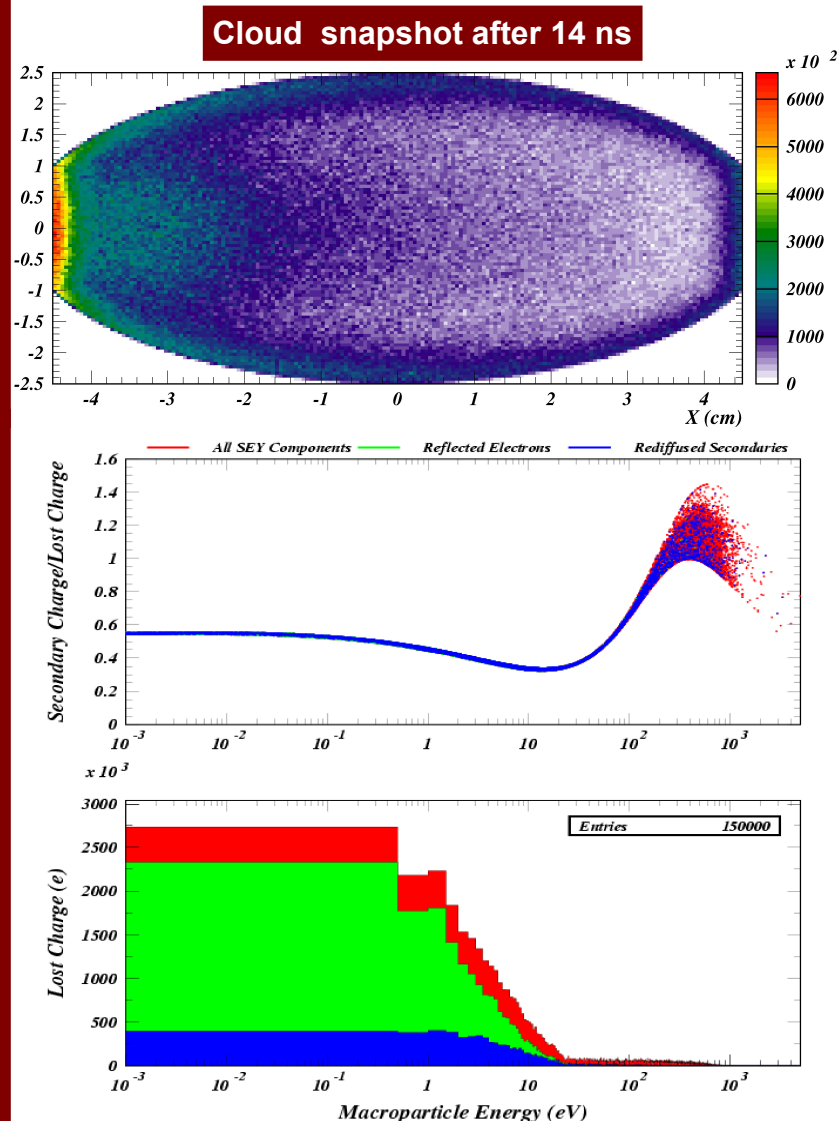 Cloud snapshot after 14 ns
x 10 2
2.5
2
1.5
1
0.5
0
-0.5
-1
-1.5
-2
-2.5
-4 -3 -2 -1 0 1 2 3 4
X (cm)
6000
5000
4000
3000
2000
1000
0
All SEY Components Reflected Electrons Rediffused Secondaries
Secondary Charge/Lost Charge
1.6
1.4
1.2
1
0.8
0.6
0.4
0.2
0
10 -3 10 -2 10 -1 1 10 10 2 10 3
x 10 3
Lost Charge (e)
3000
2500
2000
1500
1000
500
0
Entries 150000
10 -3 10 -2 10 -1 1 10 10 2 10 3
Macroparticle Energy (eV)